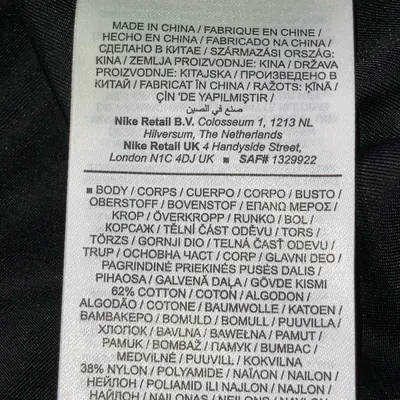 MADE IN CHINA / FABRIQUE EN CHINE /
HECHO EN CHINA / FABRICADO NA CHINA /
СДЕЛАНО В КИТАЕ / SZÁRMAZÁSI ORSZÁG:
KINA / ZEMLJA PROIZVODNJE: KINA / DRŽAVA
PROIZVODNJE: KITAJSKA / ПРОИЗВЕДЕНО В
КИТАЙ / FABRICAT ÎN CHINA / RAŽOTS: ĶĪNĀ /
ÇİN 'DE YAPILMIŞTIR /
صنع في الصين
Nike Retail B.V. Colosseum 1, 1213 NL
Hilversum, The Netherlands
Nike Retail UK 4 Handyside Street,
London N1C 4DJ UK ■ SAF# 1329922
■ BODY / CORPS / CUERPO / CORPO / BUSTO /
OBERSTOFF / BOVENSTOF / ΕΠΑΝΩ ΜΕΡΟΣ /
KROP / ÖVERKROPP / RUNKO / BOL /
КОРСАЖ / TĚLNÍ ČÁST ODĚVU / TORS /
TÖRZS / GORNJI DIO / TELNÁ ČASŤ ODEVU /
TRUP / ОСНОВНА ЧАСТ / CORP / GLAVNI DEO /
PAGRINDINĖ PRIEKINĖS PUSĖS DALIS /
PIHAOSA / GALVENĀ DAĻA / GÖVDE KISMI
62% COTTON / COTON / ALGODÓN /
ALGODÃO / COTONE / BAUMWOLLE / KATOEN /
ΒΑΜΒΑΚΕΡΟ / BOMULD / BOMULL / PUUVILLA /
ХЛОПОК / BAVLNA / BAWEŁNA / PAMUT /
PAMUK / BOMBAŽ / ПАМУК / BUMBAC /
MEDVILNĖ / PUUVILL / KOKVILNA
38% NYLON / POLYAMIDE / ΝΑΪΛΟΝ / NAILON /
НЕЙЛОН / POLIAMID ILI NAJLON / NAJLON /